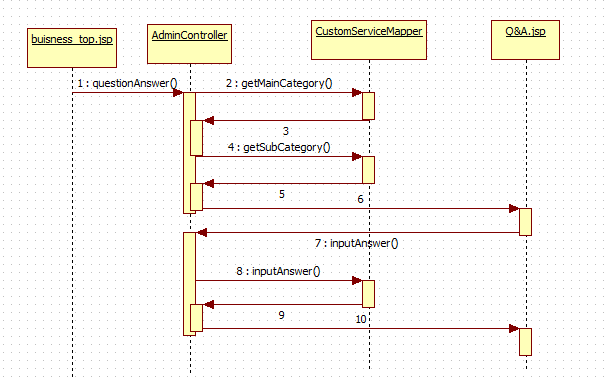 buisness_top.jsp
AdminController
CustomServiceMapper
Q&A.jsp
1 : questionAnswer()
2 : getMainCategory()
3
4 : getSubCategory()
5
6
7 : inputAnswer()
8 : inputAnswer()
9
10